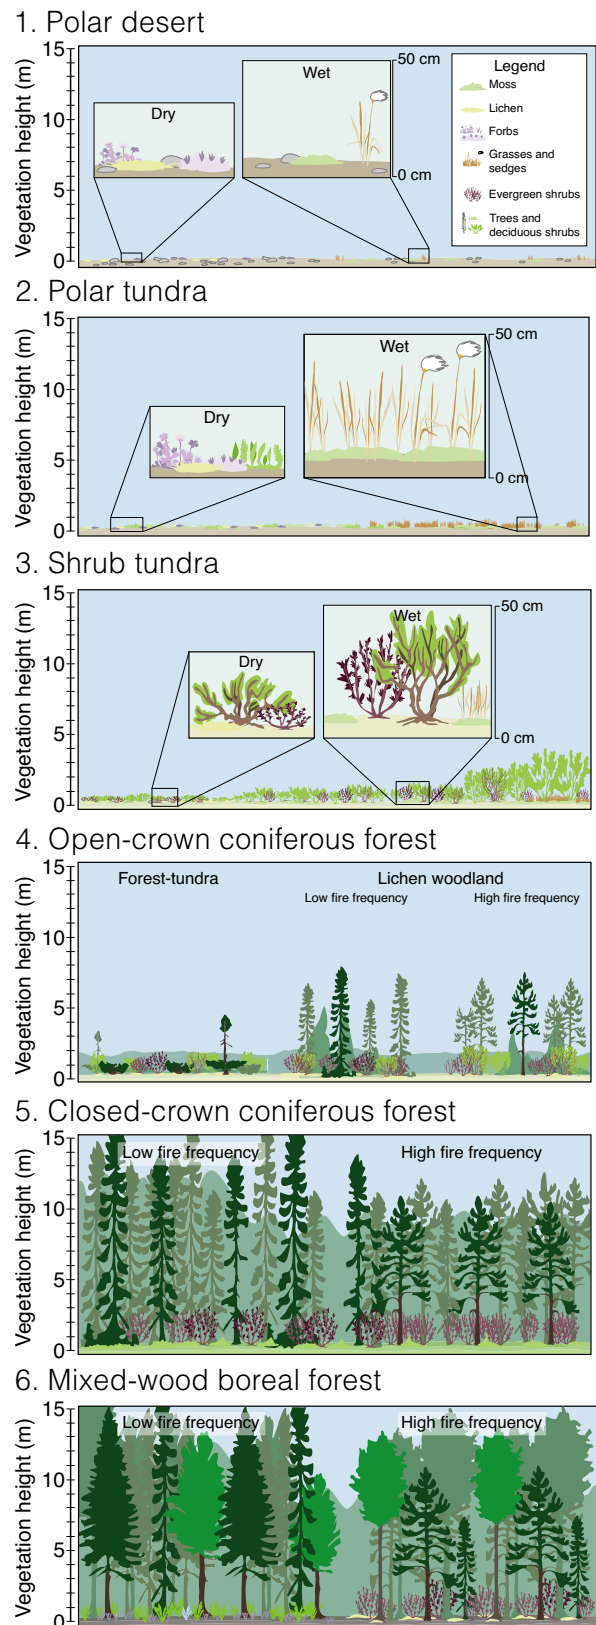 1. Polar desert
Vegetation height (m)
15
10
5
0
Dry
Wet
50 cm
0 cm
Legend
Moss
Lichen
Forbs
Grasses and
sedges
Evergreen shrubs
Trees and
deciduous shrubs
2. Polar tundra
Vegetation height (m)
15
10
5
0
Dry
Wet
50 cm
0 cm
3. Shrub tundra
Vegetation height (m)
15
10
5
0
Dry
Wet
50 cm
0 cm
4. Open-crown coniferous forest
Vegetation height (m)
15
10
5
0
Forest-tundra
Lichen woodland
Low fire frequency
High fire frequency
5. Closed-crown coniferous forest
Vegetation height (m)
15
10
5
0
Low fire frequency
High fire frequency
6. Mixed-wood boreal forest
Vegetation height (m)
15
10
5
0
Low fire frequency
High fire frequency